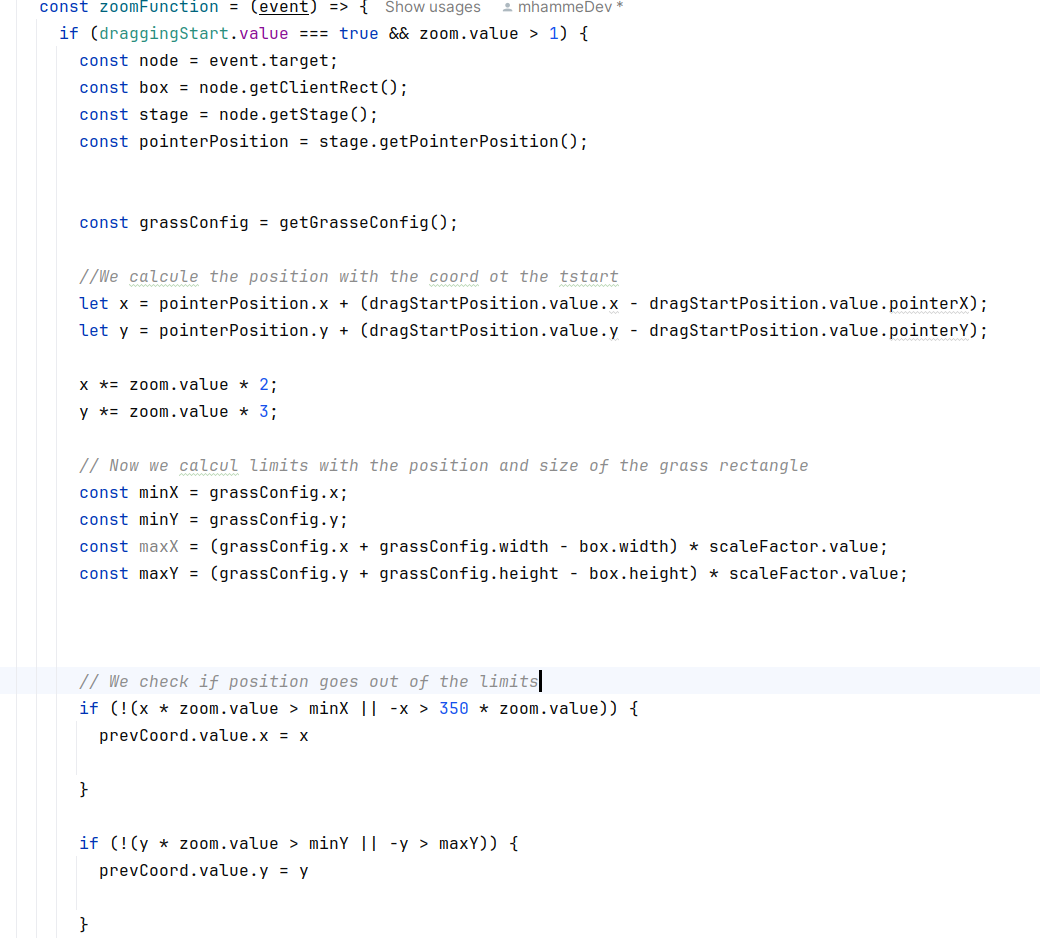 const zoomFunction = (event) => { Show usages mhammeDev *
if (draggingStart.value === true && zoom.value > 1) {
const node = event.target;
const box = node.getClientRect();
const stage = node.getStage();
const pointerPosition = stage.getPointerPosition();
const grassConfig = getGrasseConfig();
//We calcule the position with the coord ot the tstart
let x = pointerPosition.x + (dragStartPosition.value.x - dragStartPosition.value.pointerX);
let y = pointerPosition.y + (dragStartPosition.value.y - dragStartPosition.value.pointerY);
x *= zoom.value * 2;
y *= zoom.value * 3;
// Now we calcul limits with the position and size of the grass rectangle
const minX = grassConfig.x;
const minY = grassConfig.y;
const maxX = (grassConfig.x + grassConfig.width - box.width) * scaleFactor.value;
const maxY = (grassConfig.y + grassConfig.height - box.height) * scaleFactor.value;
// We check if position goes out of the limits
if (!(x * zoom.value > minX || -x > 350 * zoom.value)) {
prevCoord.value.x = x
}
if (!(y * zoom.value > minY || -y > maxY)) {
prevCoord.value.y = y
}